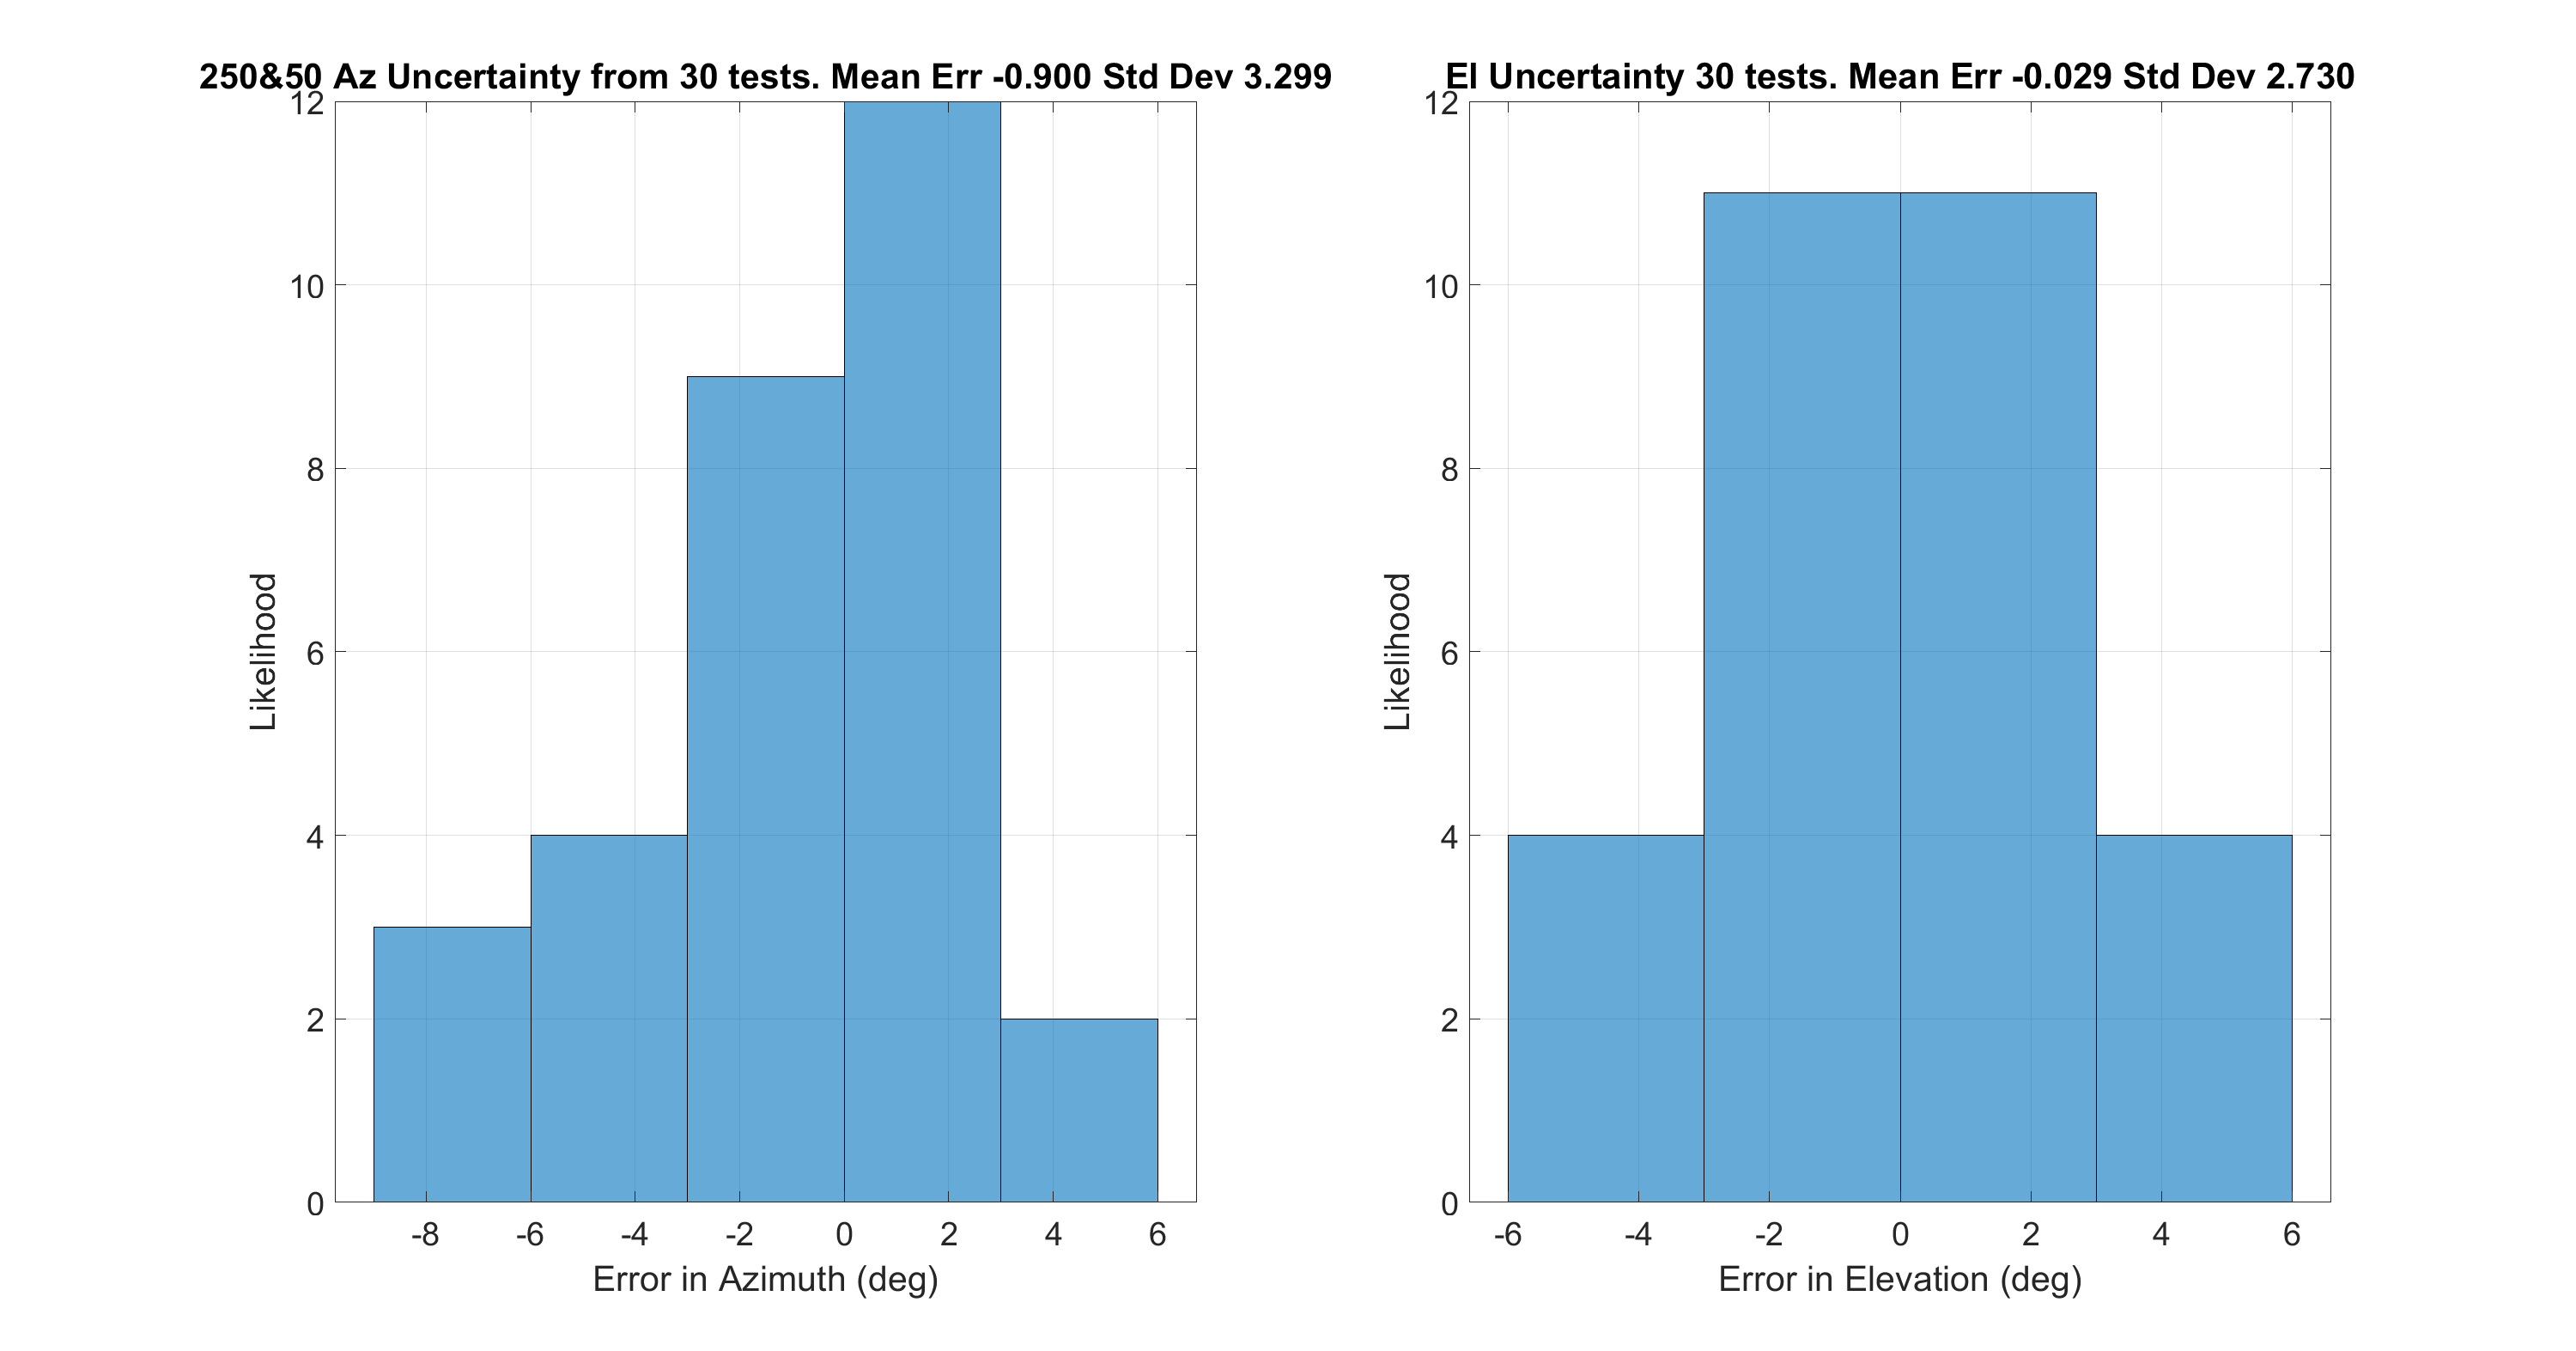 250&50 Az Uncertainty from 30 tests. Mean Err -0.900 Std Dev 3.299
12
10
8
6
4
2
0
Likelihood
-8 -6 -4 -2 0 2 4 6
Error in Azimuth (deg)
El Uncertainty 30 tests. Mean Err -0.029 Std Dev 2.730
12
10
8
6
4
2
0
Likelihood
-6 -4 -2 0 2 4 6
Error in Elevation (deg)